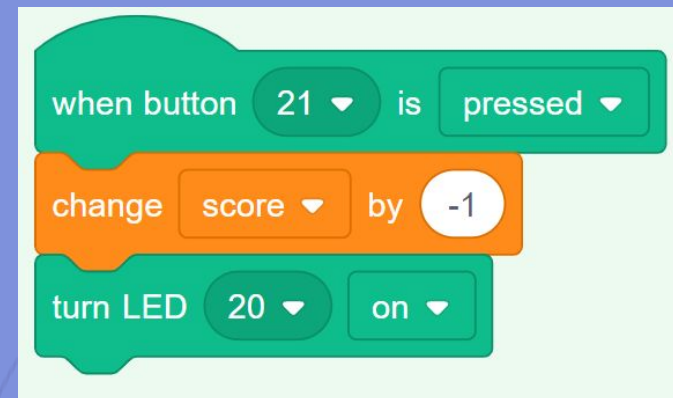 when button 21 is pressed
change score by -1
turn LED 20 on